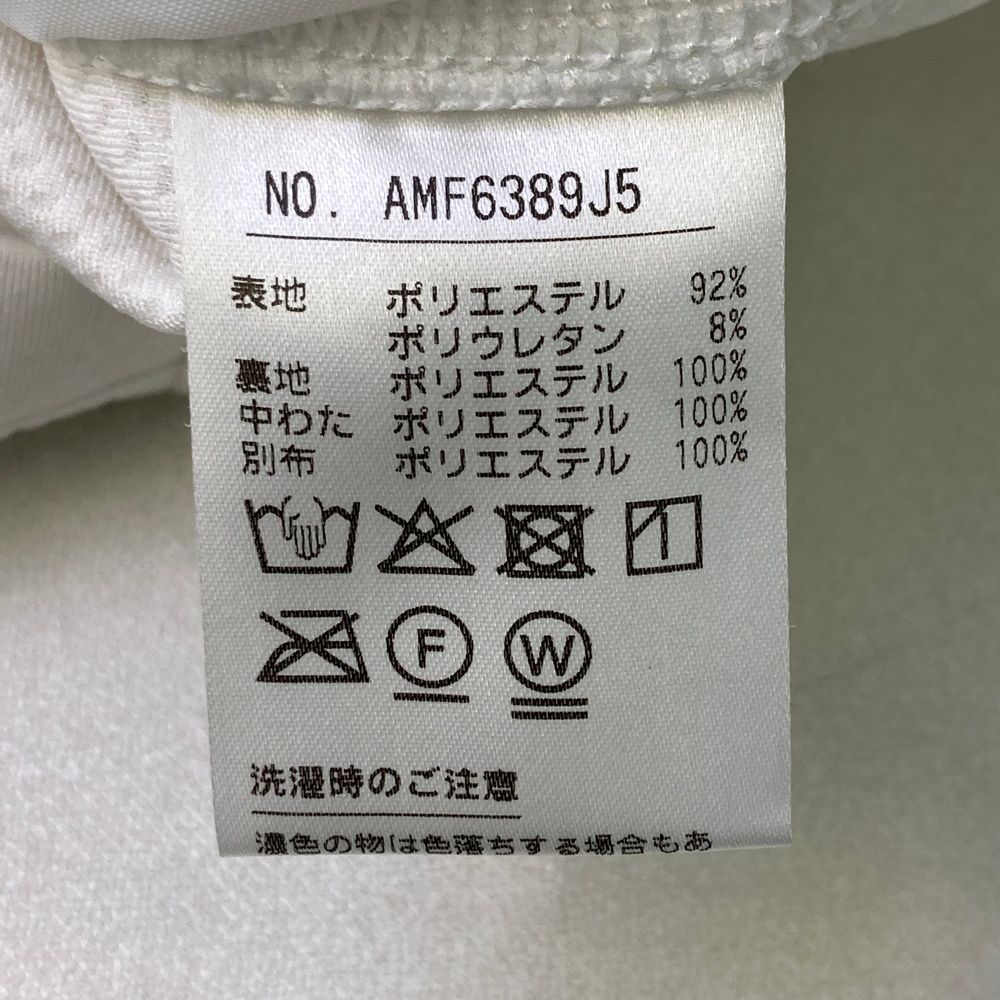 NO. AMF6389J5
表地 ポリエステル 92%
ポリウレタン 8%
裏地 ポリエステル 100%
中わた ポリエステル 100%
別布 ポリエステル 100%
F W
洗濯時のご注意
濃色の物は色落ちする場合もあ